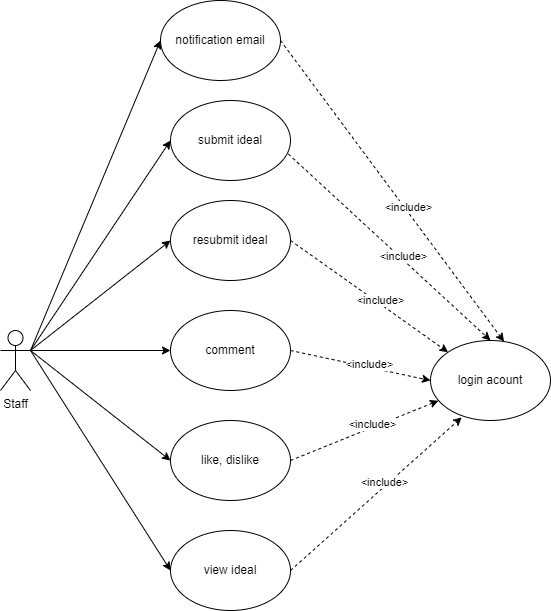 notification email
submit ideal
<include>
<include>
resubmit ideal
<include>
comment
<include>
login acount
Staff
<include>
like, dislike
<include>
view ideal